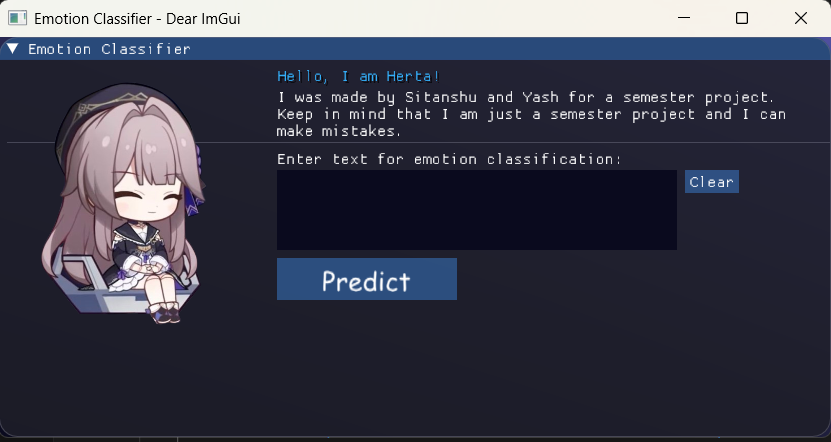 Emotion Classifier - Dear ImGui
Emotion Classifier
Hello, I am Herta!
I was made by Sitanshu and Yash for a semester project.
Keep in mind that I am just a semester project and I can
make mistakes.
Enter text for emotion classification:
Clear
Predict